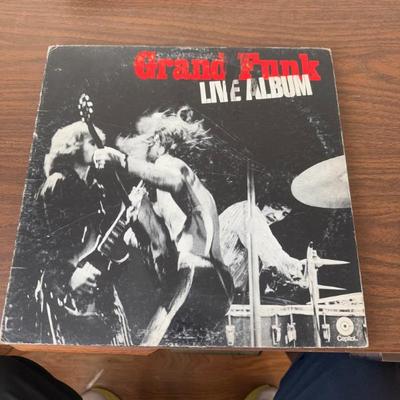 Grand Funk
LIVE ALBUM
Capitol